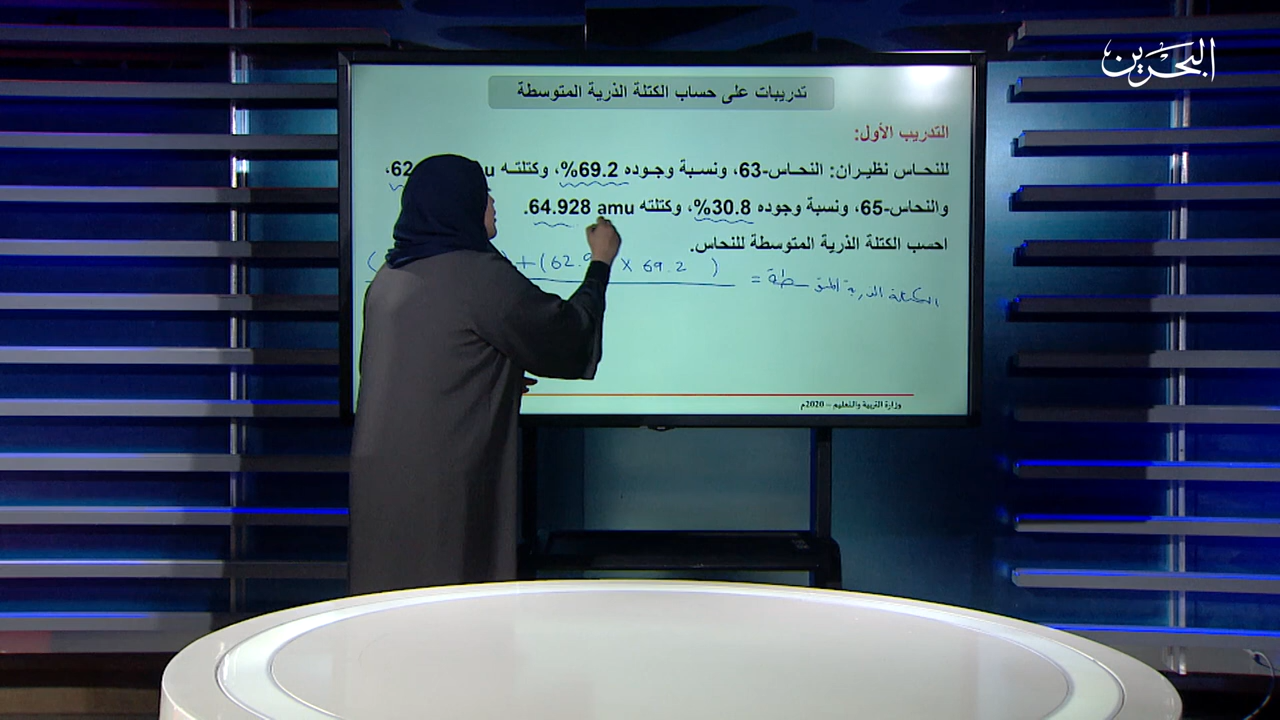 البحرين
تدريبات على حساب الكتلة الذرية المتوسطة
التدريب الأول:
للنحاس نظيران: النحاس-63، ونسبة وجوده 69.2%، وكتلته
والنحاس-65، ونسبة وجوده 30.8%، وكتلته 64.928 amu.
احسب الكتلة الذرية المتوسطة للنحاس.
الكتلة الذرية المتوسطة = ( 69.2 x 62.9 ) + (
وزارة التربية والتعليم – 2020م